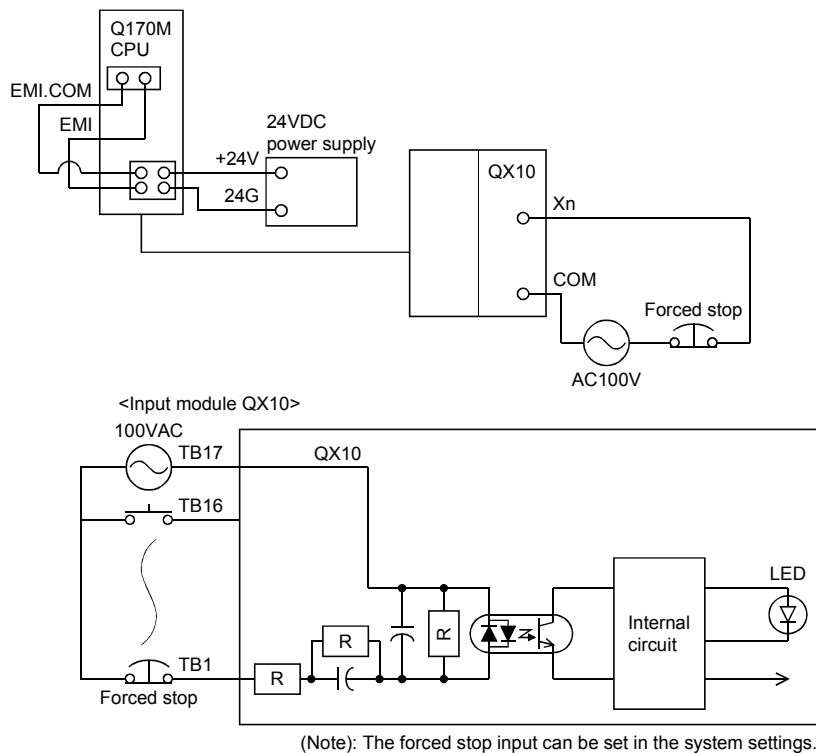 Q170M
CPU
EMI.COM
EMI
+24V
24G
24VDC
power supply
QX10
Xn
COM
Forced stop
AC100V
<Input module QX10>
100VAC
TB17
QX10
TB16
TB1
Forced stop
R
R
R
Internal
circuit
LED
(Note): The forced stop input can be set in the system settings.